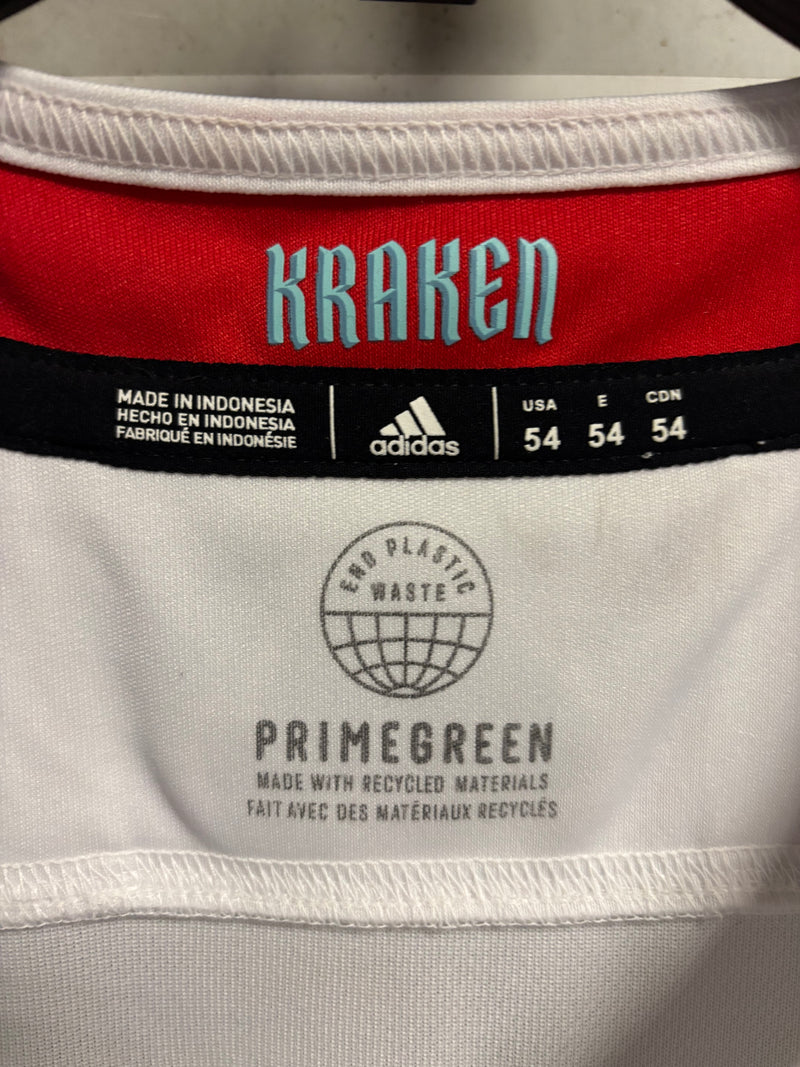 KRAKEN
MADE IN INDONESIA
HECHO EN INDONESIA
FABRIQUÉ EN INDONÉSIE
adidas
USA E CDN
54 54 54
END PLASTIC
WASTE
PRIMEGREEN
MADE WITH RECYCLED MATERIALS
FAIT AVEC DES MATÉRIAUX RECYCLÉS